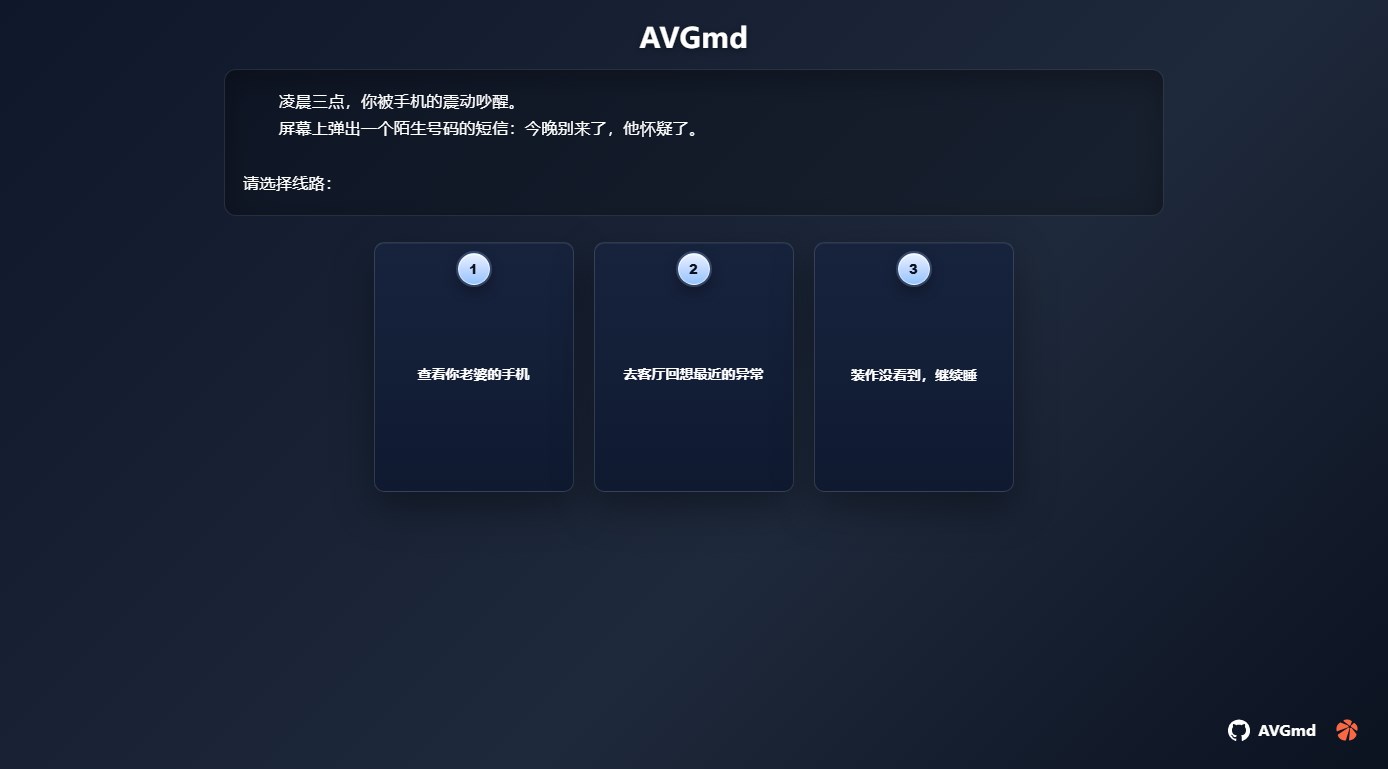 AVGmd
凌晨三点，你被手机的震动吵醒。
屏幕上弹出一个陌生号码的短信：今晚别来了，他怀疑了。
请选择线路：
1
2
3
查看你老婆的手机
去客厅回想最近的异常
装作没看到，继续睡
AVGmd